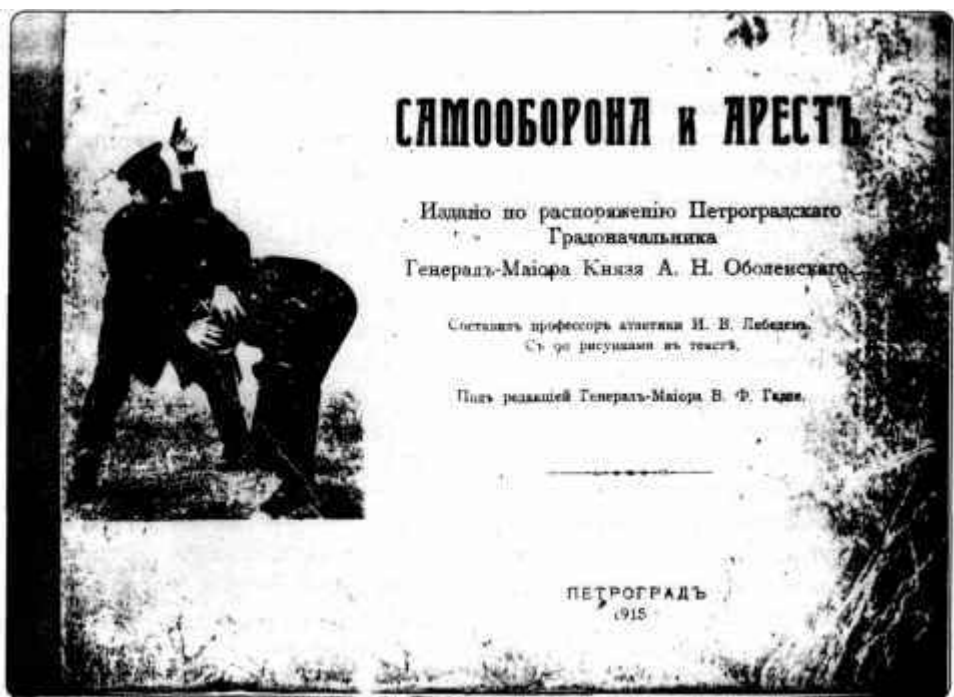 САМООБОРОНА и АРЕСТЪ
Издано по распоряженію Петроградскаго
Градоначальника
Генералъ-Маіора Князя А. Н. Оболенскаго.
Составилъ профессоръ атлетики И. В. Лебедевъ.
Съ 90 рисунками въ текстѣ.
Подъ редакціей Генералъ-Маіора В. Ф. Галле.
ПЕТРОГРАДЪ
1915